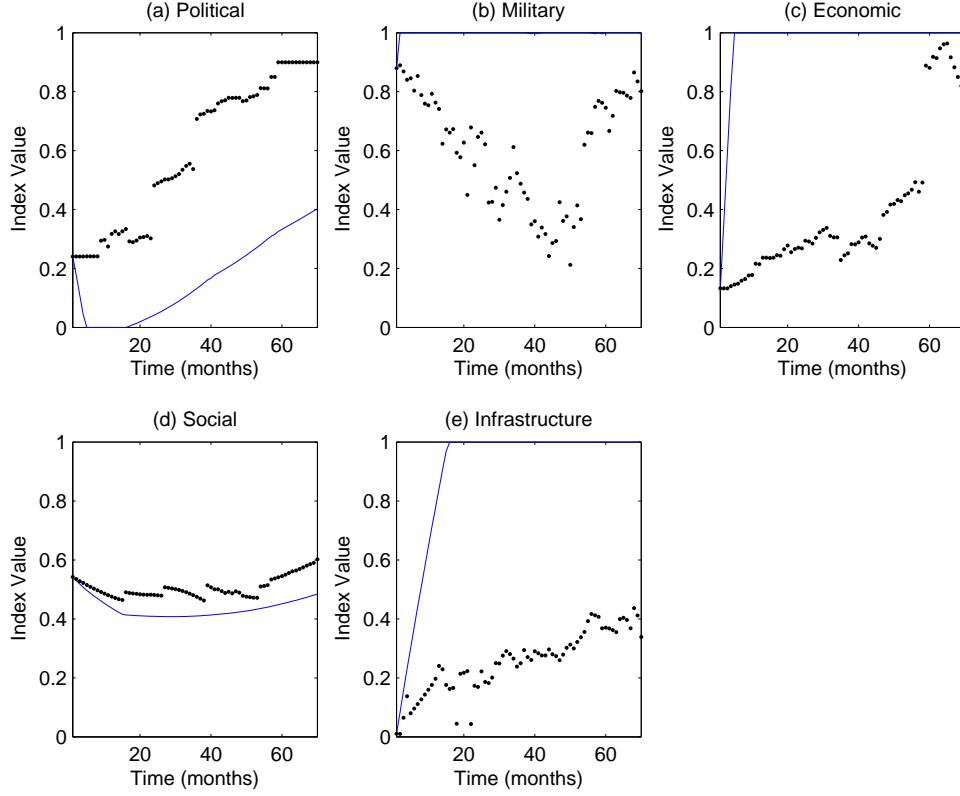 (a) Political
1
0.8
0.6
0.4
0.2
0
Index Value
20 40 60
Time (months)
(b) Military
1
0.8
0.6
0.4
0.2
0
Index Value
20 40 60
Time (months)
(c) Economic
1
0.8
0.6
0.4
0.2
0
Index Value
20 40 60
Time (months)
(d) Social
1
0.8
0.6
0.4
0.2
0
Index Value
20 40 60
Time (months)
(e) Infrastructure
1
0.8
0.6
0.4
0.2
0
Index Value
20 40 60
Time (months)